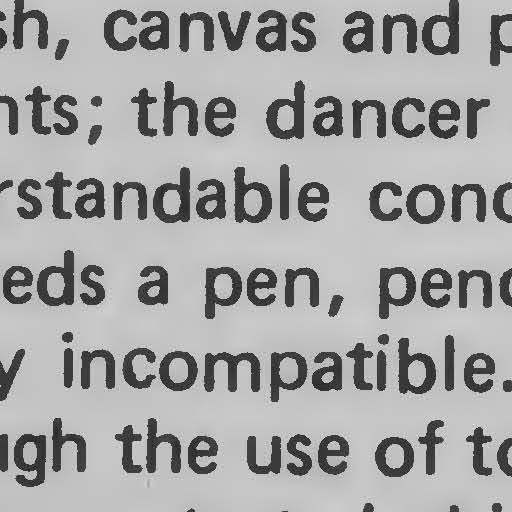 sh, canvas and p
nts; the dancer
rstandable conc
eds a pen, penc
y incompatible.
ugh the use of to